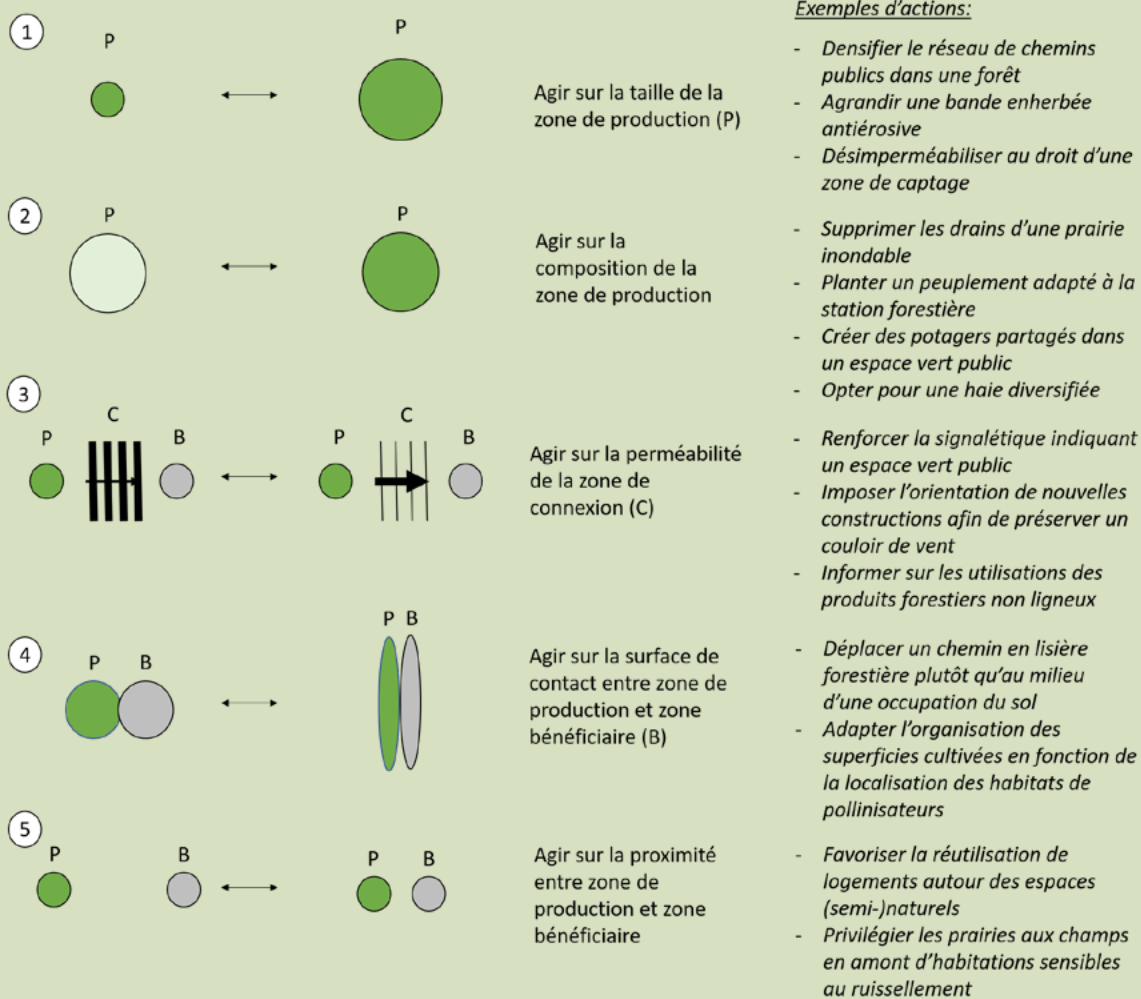 Exemples d'actions:
1
P
P
Agir sur la taille de la
zone de production (P)
- Densifier le réseau de chemins
publics dans une forêt
- Agrandir une bande enherbée
antiérosive
- Désimperméabiliser au droit d'une
zone de captage
2
P
P
Agir sur la
composition de la
zone de production
- Supprimer les drains d'une prairie
inondable
- Planter un peuplement adapté à la
station forestière
- Créer des potagers partagés dans
un espace vert public
- Opter pour une haie diversifiée
3
P
C
B
P
C
B
Agir sur la perméabilité
de la zone de
connexion (C)
- Renforcer la signalétique indiquant
un espace vert public
- Imposer l'orientation de nouvelles
constructions afin de préserver un
couloir de vent
- Informer sur les utilisations des
produits forestiers non ligneux
4
P B
P B
Agir sur la surface de
contact entre zone de
production et zone
bénéficiaire (B)
- Déplacer un chemin en lisière
forestière plutôt qu'au milieu
d'une occupation du sol
- Adapter l'organisation des
superficies cultivées en fonction de
la localisation des habitats de
pollinisateurs
5
P
B
P
B
Agir sur la proximité
entre zone de
production et zone
bénéficiaire
- Favoriser la réutilisation de
logements autour des espaces
(semi-)naturels
- Privilégier les prairies aux champs
en amont d'habitations sensibles
au ruissellement